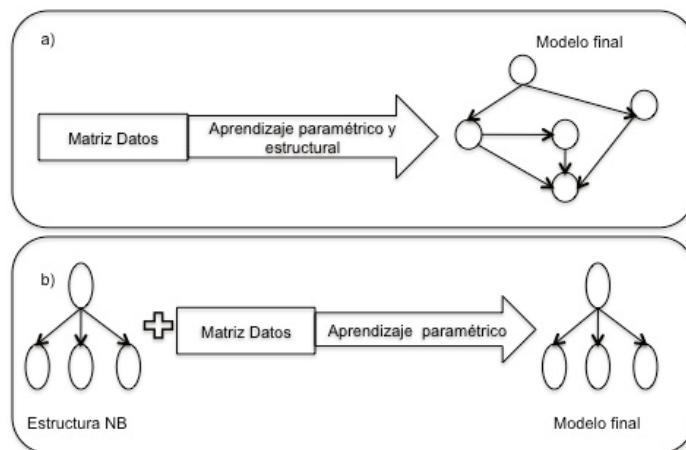 a)
Modelo final
Matriz Datos
Aprendizaje paramétrico y
estructural
b)
Matriz Datos
Aprendizaje paramétrico
Estructura NB
Modelo final